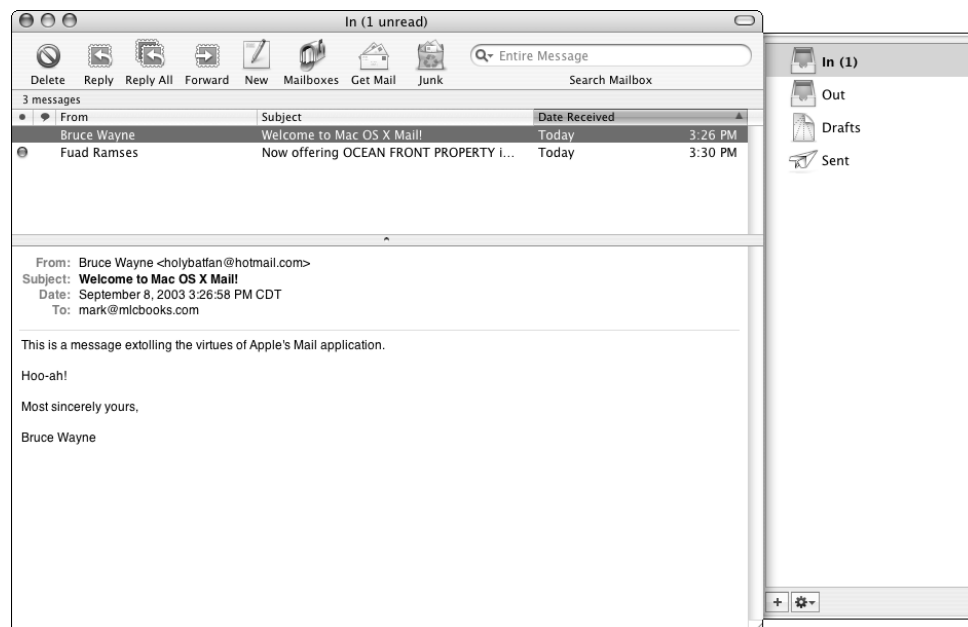 In (1 unread)
Entire Message
Delete Reply Reply All Forward New Mailboxes Get Mail Junk Search Mailbox
3 messages
From Subject Date Received
Bruce Wayne Welcome to Mac OS X Mail! Today 3:26 PM
Fuad Ramses Now offering OCEAN FRONT PROPERTY i... Today 3:30 PM
From: Bruce Wayne <holybatfan@hotmail.com>
Subject: Welcome to Mac OS X Mail!
Date: September 8, 2003 3:26:58 PM CDT
To: mark@mlcbooks.com
This is a message extolling the virtues of Apple's Mail application.
Hoo-ah!
Most sincerely yours,
Bruce Wayne
In (1)
Out
Drafts
Sent